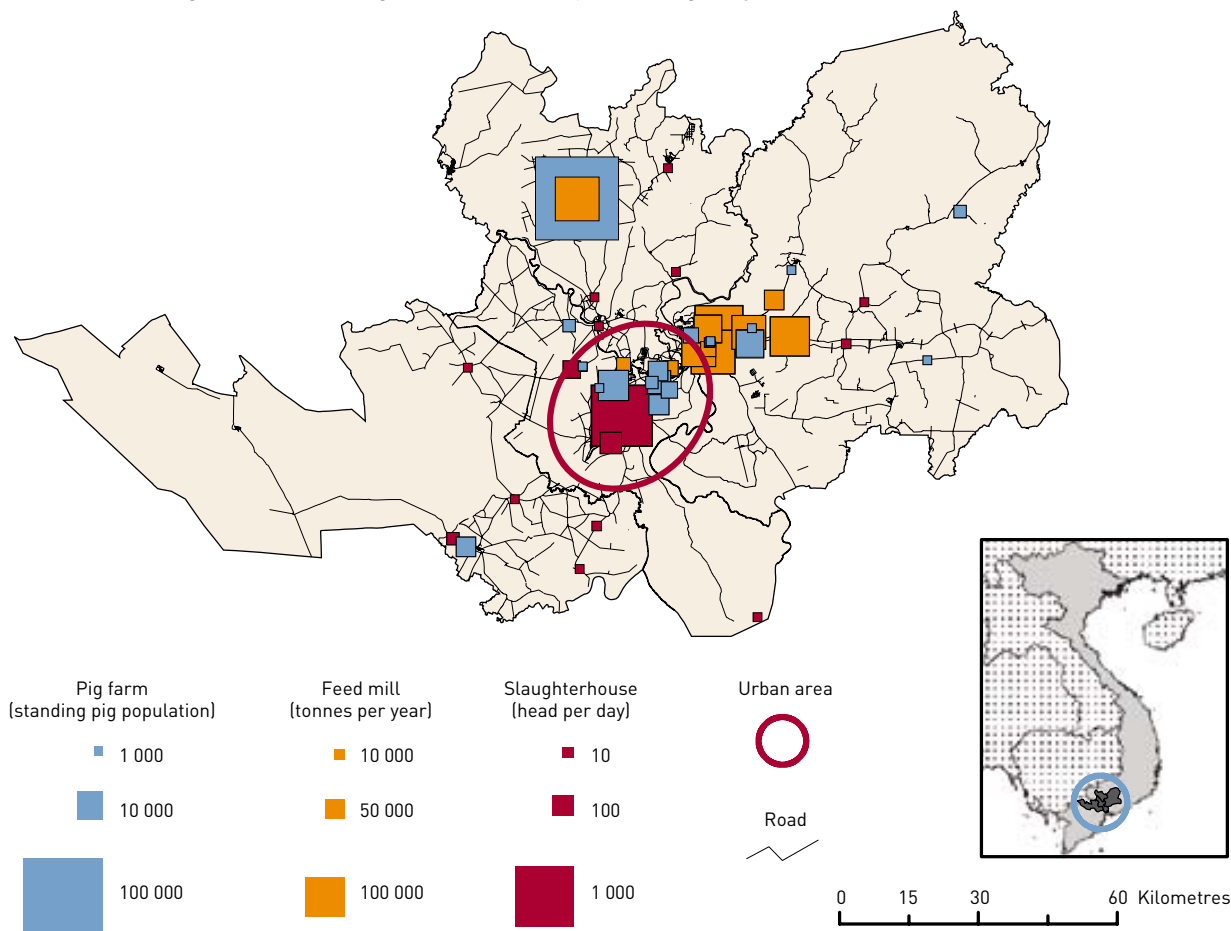 Pig farm
(standing pig population)
1 000
10 000
100 000
Feed mill
(tonnes per year)
10 000
50 000
100 000
Slaughterhouse
(head per day)
10
100
1 000
Urban area
Road
0 15 30 60 Kilometres